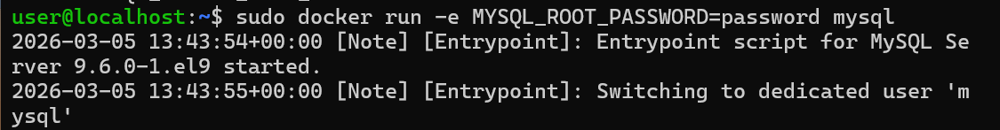 user@localhost:~$ sudo docker run -e MYSQL_ROOT_PASSWORD=password mysql
2026-03-05 13:43:54+00:00 [Note] [Entrypoint]: Entrypoint script for MySQL Se
rver 9.6.0-1.el9 started.
2026-03-05 13:43:55+00:00 [Note] [Entrypoint]: Switching to dedicated user 'm
ysql'